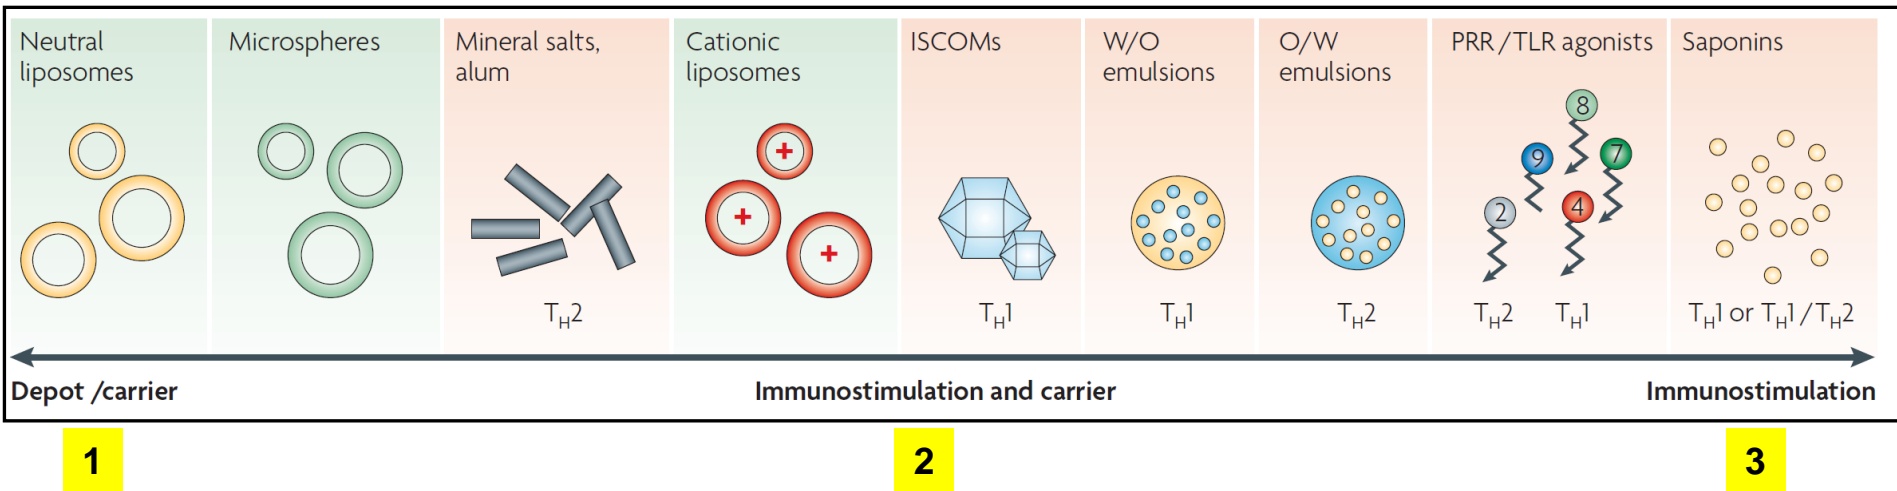 Neutral
liposomes
Microspheres
Mineral salts,
alum
Cationic
liposomes
ISCOMs
W/O
emulsions
O/W
emulsions
PRR/TLR agonists
Saponins
8
9
7
2
4
+
+
+
TH2
TH1
TH1
TH2
TH2
TH1
TH1 or TH1/TH2
Depot /carrier
Immunostimulation and carrier
Immunostimulation
1
2
3